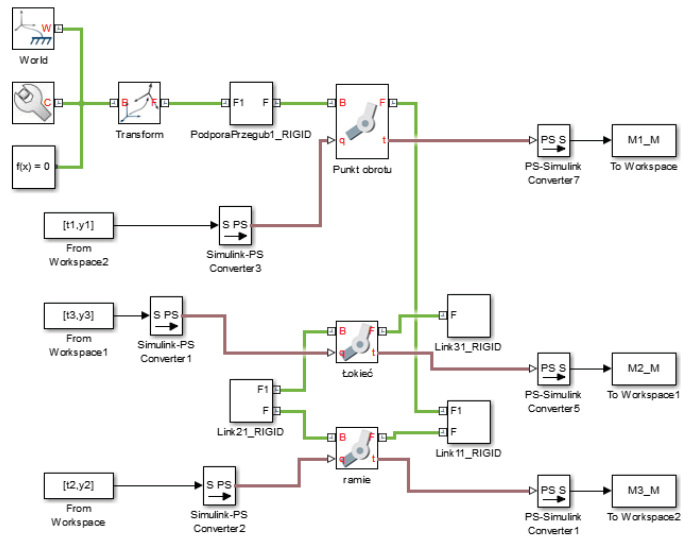 W
World
C
f(x) = 0
B F
Transform
F1 F
PodporaPrzegub1_RIGID
B F
q t
Punkt obrotu
PS S
PS-Simulink
Converter7
M1_M
To Workspace
[t1,y1]
From
Workspace2
S PS
Simulink-PS
Converter3
[t3,y3]
From
Workspace1
S PS
Simulink-PS
Converter1
B F
q t
Łokieć
F
Link31_RIGID
PS S
PS-Simulink
Converter5
M2_M
To Workspace1
F1
F
Link21_RIGID
B F
q t
ramie
F1
F
Link11_RIGID
[t2,y2]
From
Workspace
S PS
Simulink-PS
Converter2
PS S
PS-Simulink
Converter1
M3_M
To Workspace2